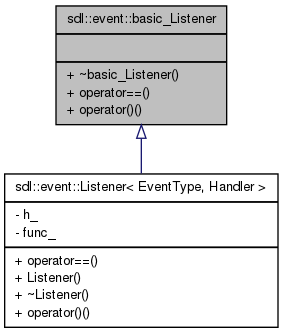 sdl::event::basic_Listener
+ ~basic_Listener()
+ operator==()
+ operator()()
sdl::event::Listener< EventType, Handler >
- h_
- func_
+ operator==()
+ Listener()
+ ~Listener()
+ operator()()